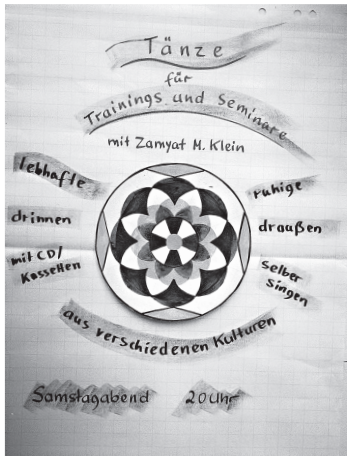 Tänze
für
Trainings und Seminare
mit Zamyat M. Klein
lebhafte
ruhige
drinnen
draußen
mit CD/
Kassetten
selber
singen
aus verschiedenen Kulturen
Samstagabend 20 Uhr